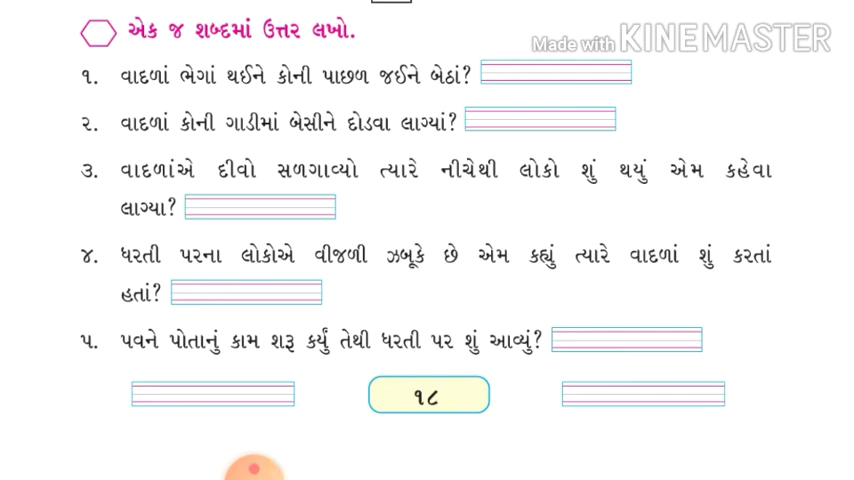 એક જ શબ્દમાં ઉત્તર લખો.
Made with KINEMASTER
૧. વાદળાં ભેગાં થઈને કોની પાછળ જઈને બેઠાં?
૨. વાદળાં કોની ગાડીમાં બેસીને દોડવા લાગ્યાં?
૩. વાદળાંએ દીવો સળગાવ્યો ત્યારે નીચેથી લોકો શું થયું એમ કહેવા
લાગ્યા?
૪. ધરતી પરના લોકોએ વીજળી ઝબૂકે છે એમ કહ્યું ત્યારે વાદળાં શું કરતાં
હતાં?
૫. પવને પોતાનું કામ શરૂ કર્યું તેથી ધરતી પર શું આવ્યું?
૧૮